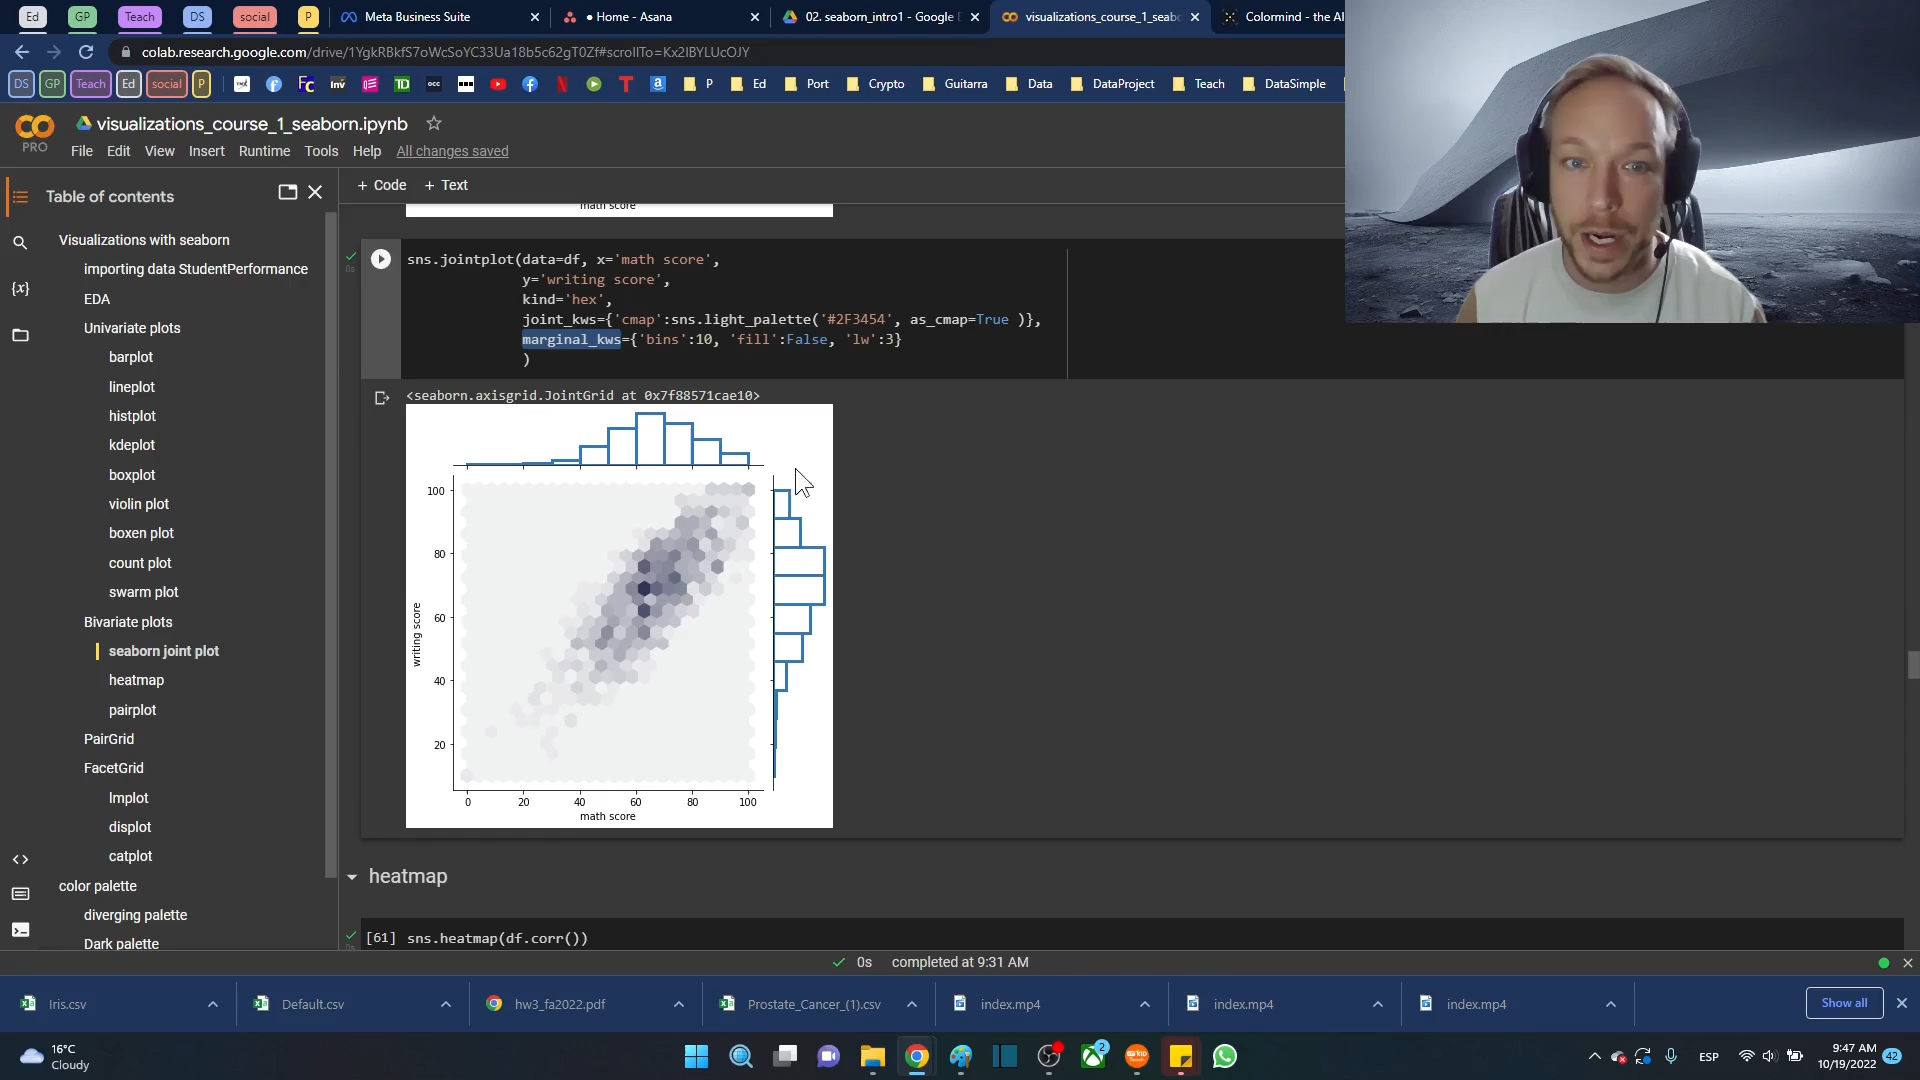 Ed
GP
Teach
DS
social
P
Meta Business Suite
• Home - Asana
02. seaborn_intro1 - Google
visualizations_course_1_seab
Colormind - the AI
colab.research.google.com/drive/1YgkRBkfS7oWcSoYC33Ua18b5c62gT0Zf#scrollTo=Kx2IBYLUcOJY
DS
GP
Teach
Ed
social
P
P
Ed
Port
Crypto
Guitarra
Data
DataProject
Teach
DataSimple
PRO
visualizations_course_1_seaborn.ipynb
File Edit View Insert Runtime Tools Help All changes saved
Table of contents
+ Code + Text
Visualizations with seaborn
importing data StudentPerformance
EDA
Univariate plots
barplot
lineplot
histplot
kdeplot
boxplot
violin plot
boxen plot
count plot
swarm plot
Bivariate plots
seaborn joint plot
heatmap
pairplot
PairGrid
FacetGrid
lmplot
displot
catplot
color palette
diverging palette
Dark palette
math score
0s
sns.jointplot(data=df, x='math score',
y='writing score',
kind='hex',
joint_kws={'cmap':sns.light_palette('#2F3454', as_cmap=True )},
marginal_kws={'bins':10, 'fill':False, 'lw':3}
)
<seaborn.axisgrid.JointGrid at 0x7f88571cae10>
100
80
60
40
20
writing score
0 20 40 60 80 100
math score
heatmap
[61] sns.heatmap(df.corr())
0s completed at 9:31 AM
Iris.csv
Default.csv
hw3_fa2022.pdf
Prostate_Cancer_(1).csv
index.mp4
index.mp4
index.mp4
Show all
16°C
Cloudy
2
ESP
9:47 AM
10/19/2022
42